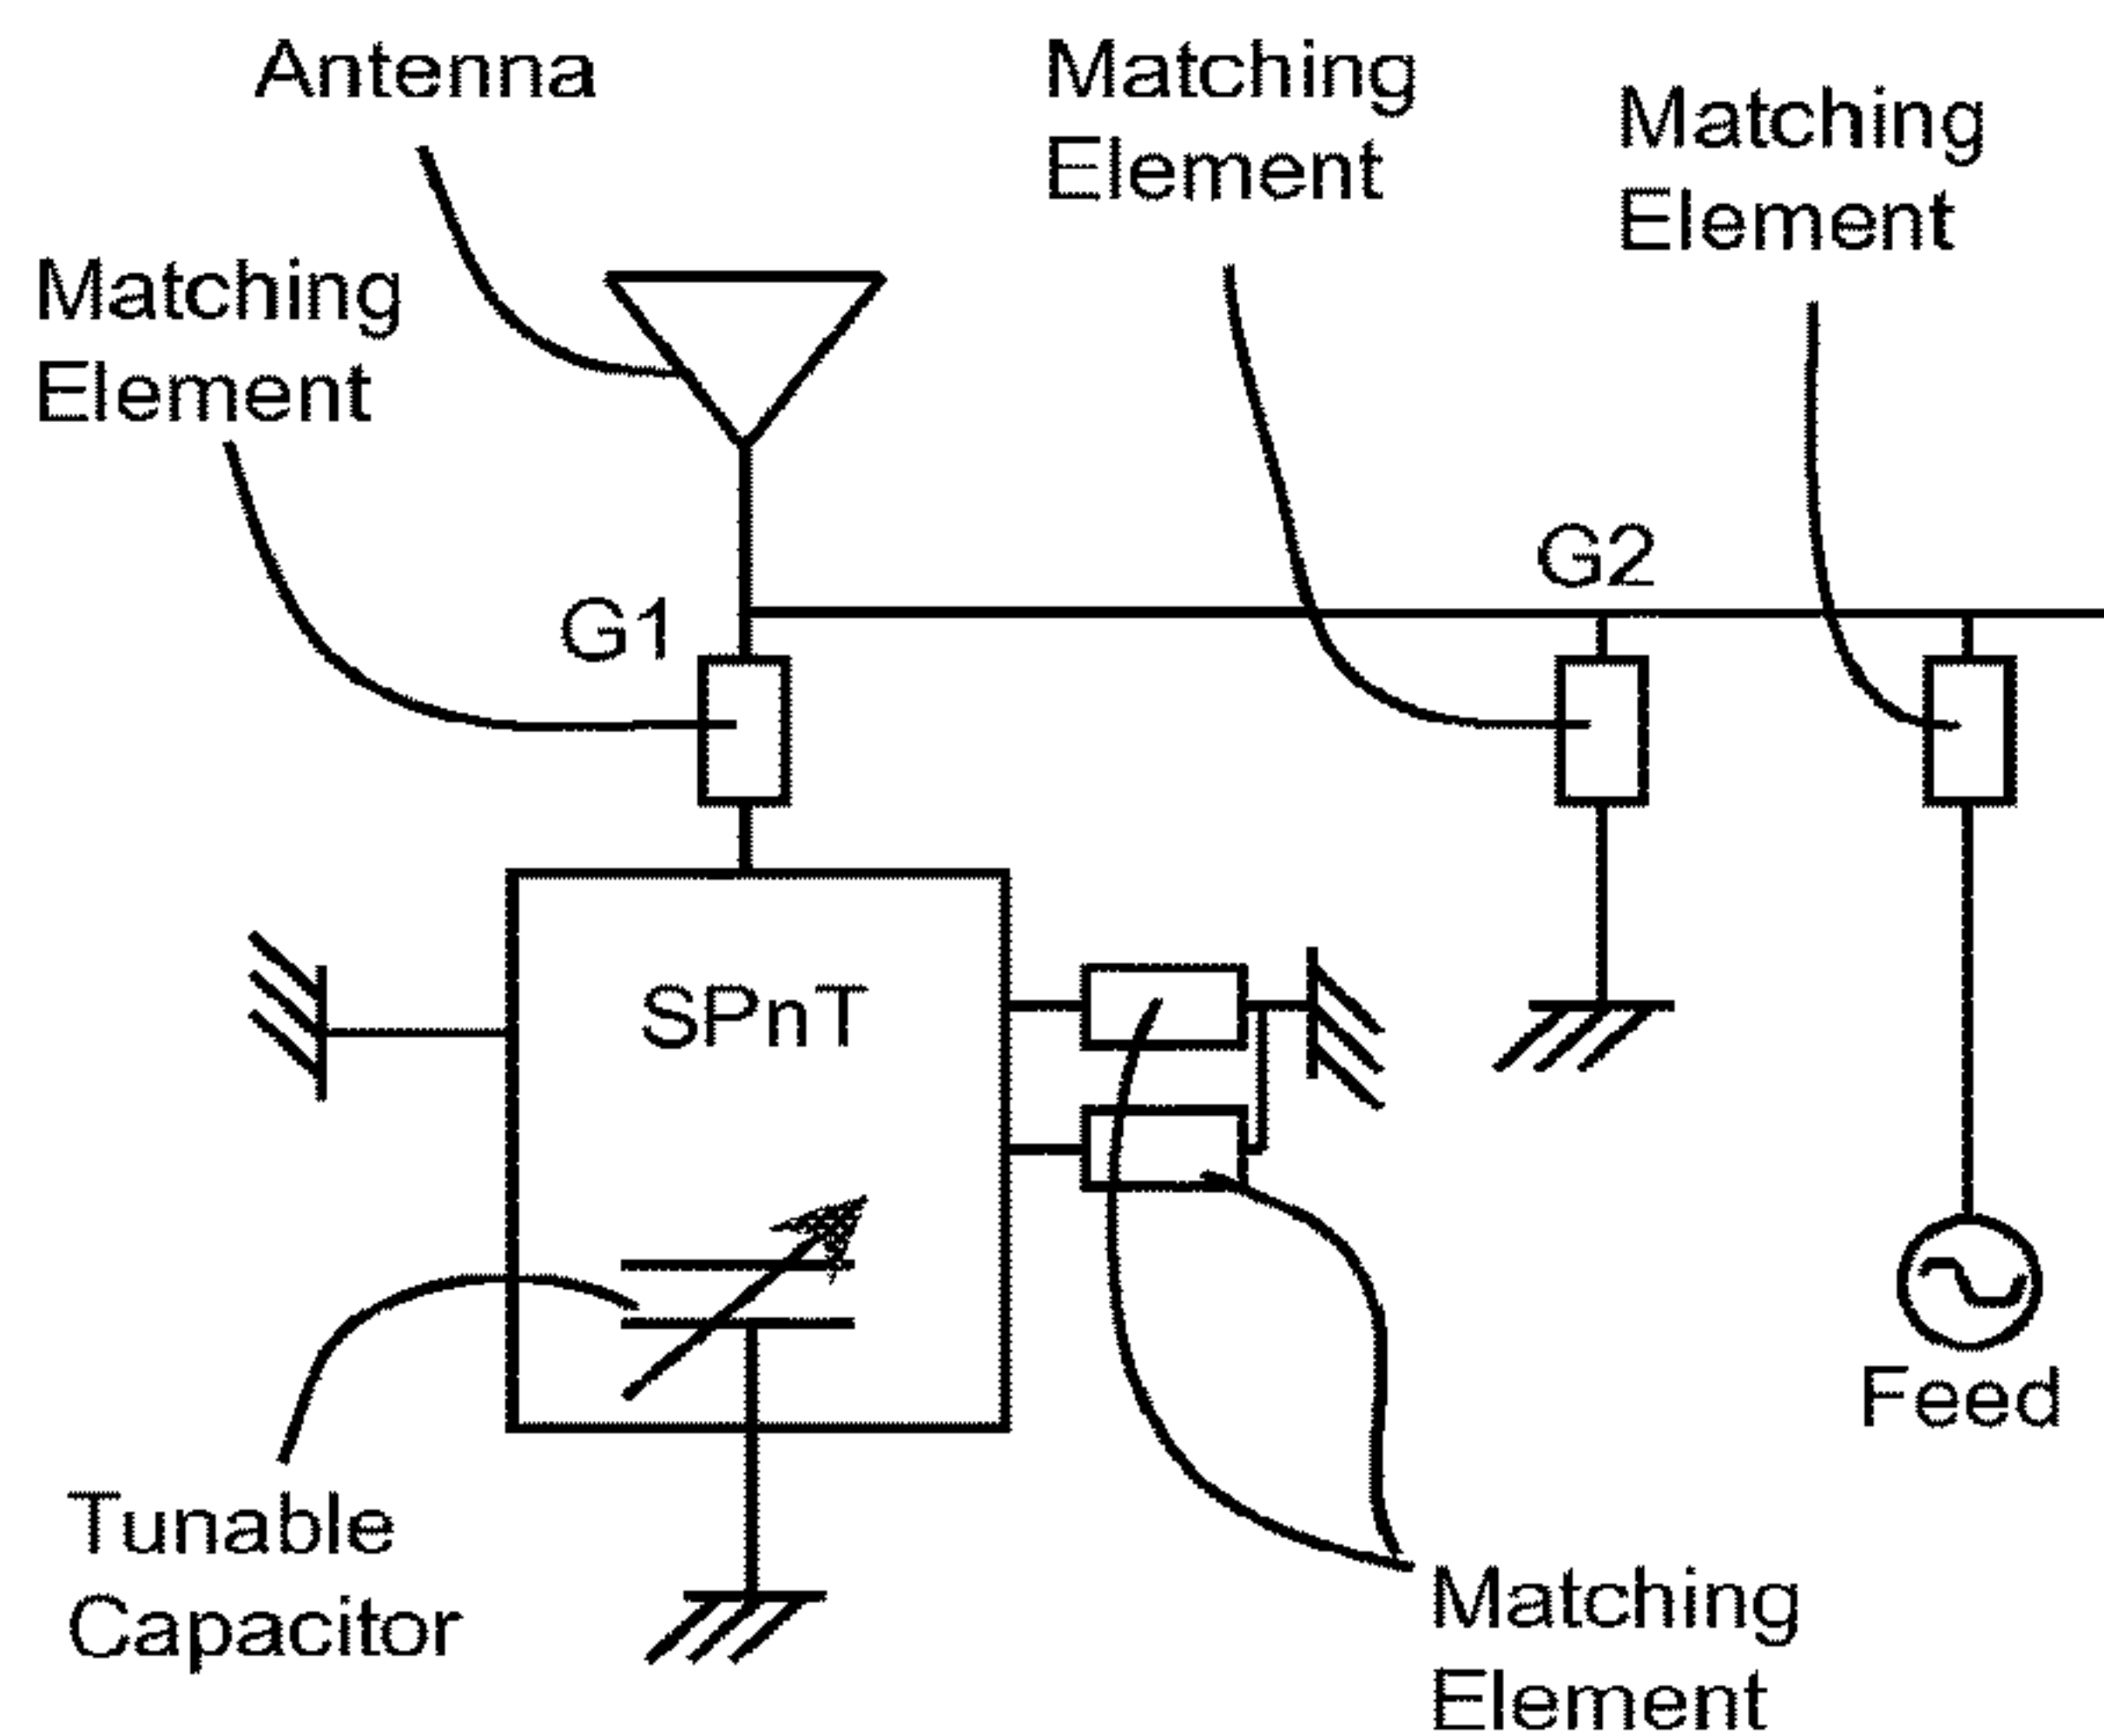 Antenna
Matching
Element
Matching
Element
Matching
Element
G1
G2
SPnT
Feed
Tunable
Capacitor
Matching
Element